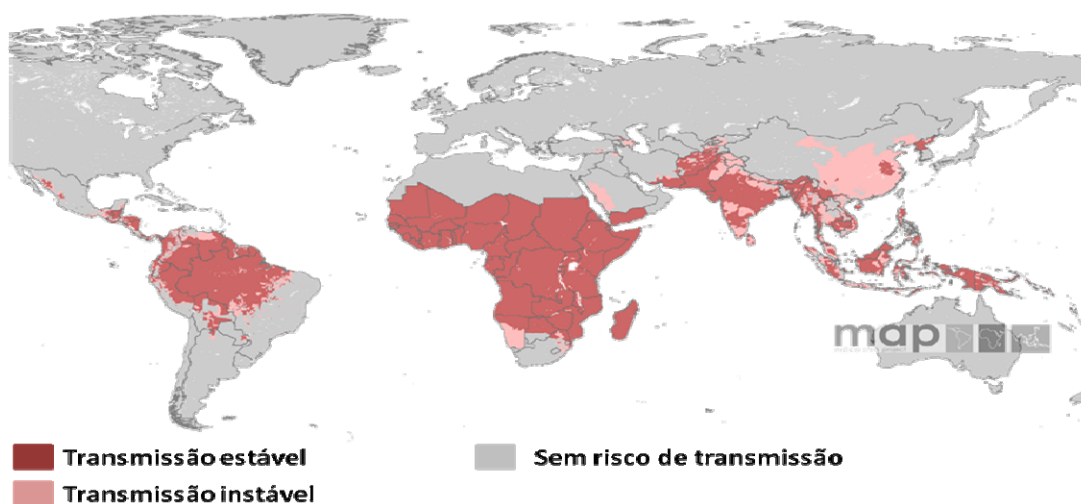 map
Transmissão estável
Sem risco de transmissão
Transmissão instável